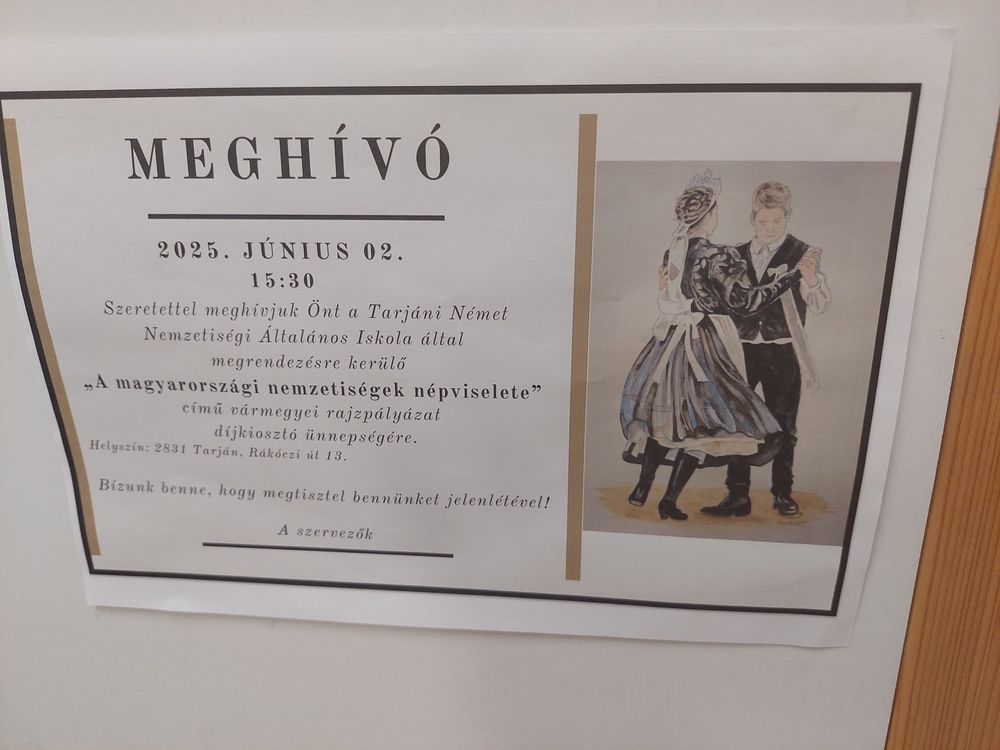 MEGHÍVÓ
2025. JÚNIUS 02.
15:30
Szeretettel meghívjuk Önt a Tarjáni Német
Nemzetiségi Általános Iskola által
megrendezésre kerülő
„A magyarországi nemzetiségek népviselete”
című vármegyei rajzpályázat
díjkiosztó ünnepségére.
Helyszín: 2831 Tarján, Rákóczi út 13.
Bízunk benne, hogy megtisztel bennünket jelenlétével!
A szervezők